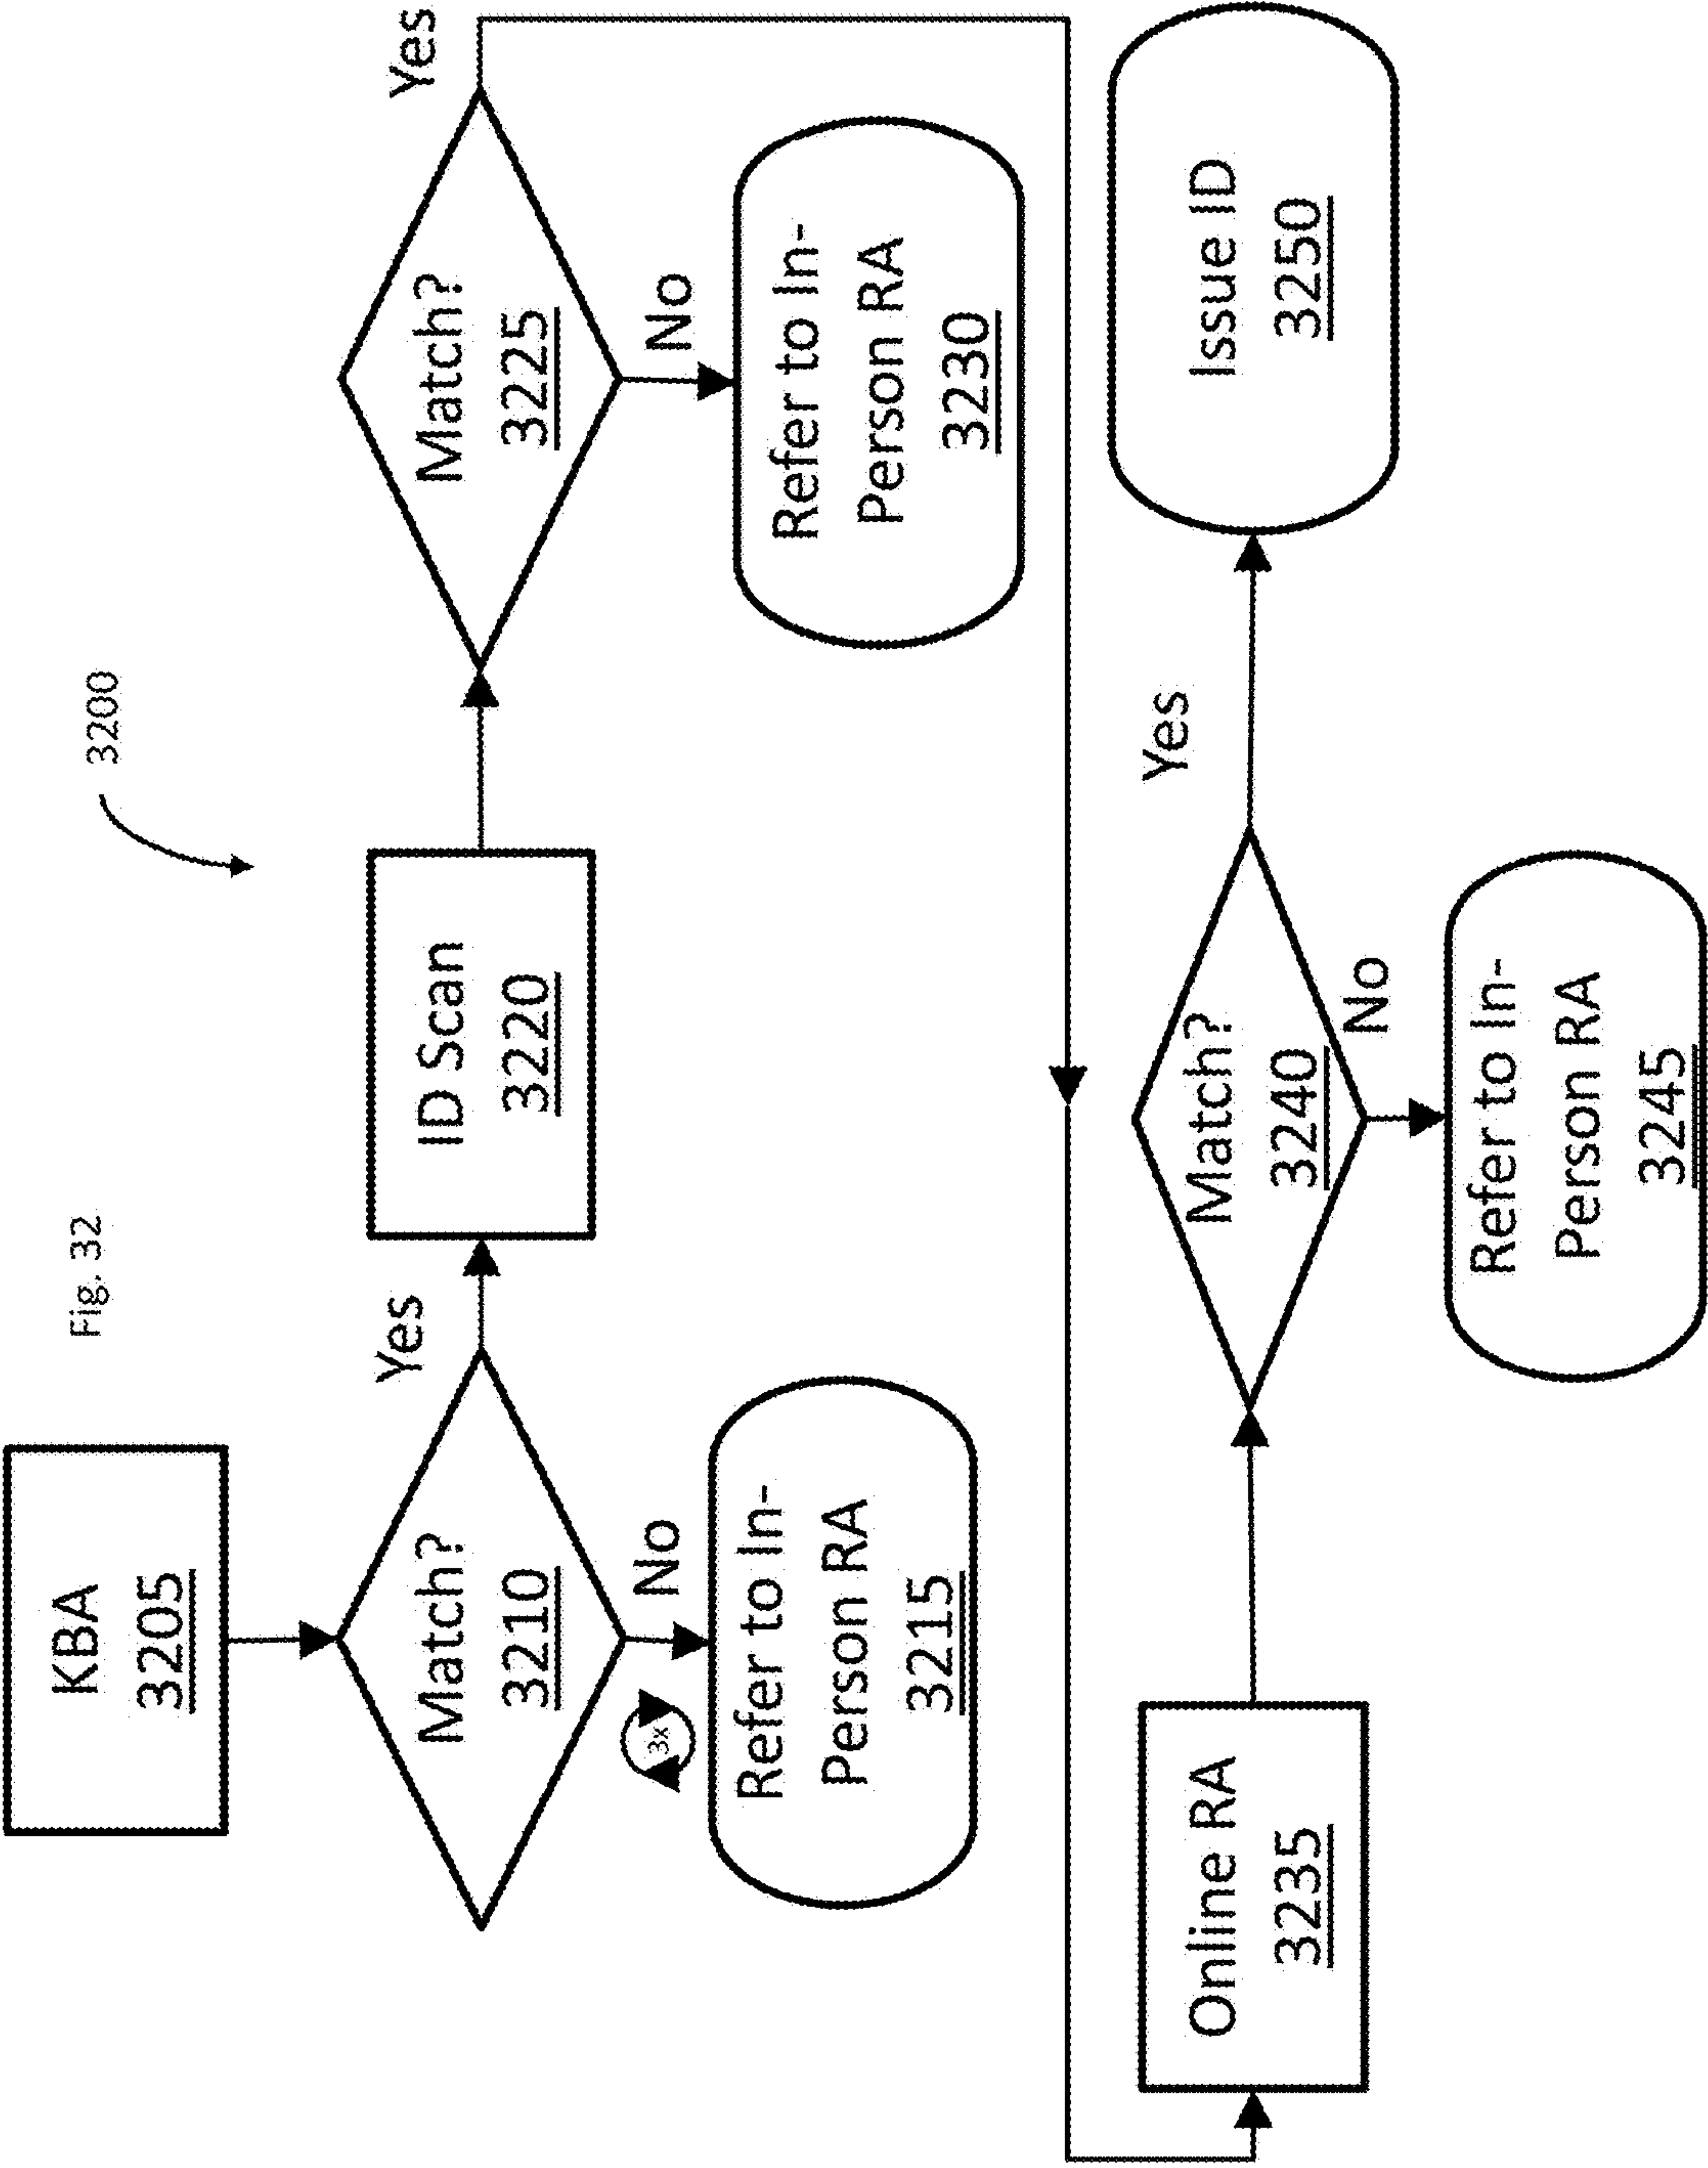 Fig. 32
3200
KBA
3205
Match?
3210
Yes
No
3x
Refer to In-
Person RA
3215
ID Scan
3220
Match?
3225
Yes
No
Refer to In-
Person RA
3230
Online RA
3235
Match?
3240
Yes
No
Refer to In-
Person RA
3245
Issue ID
3250